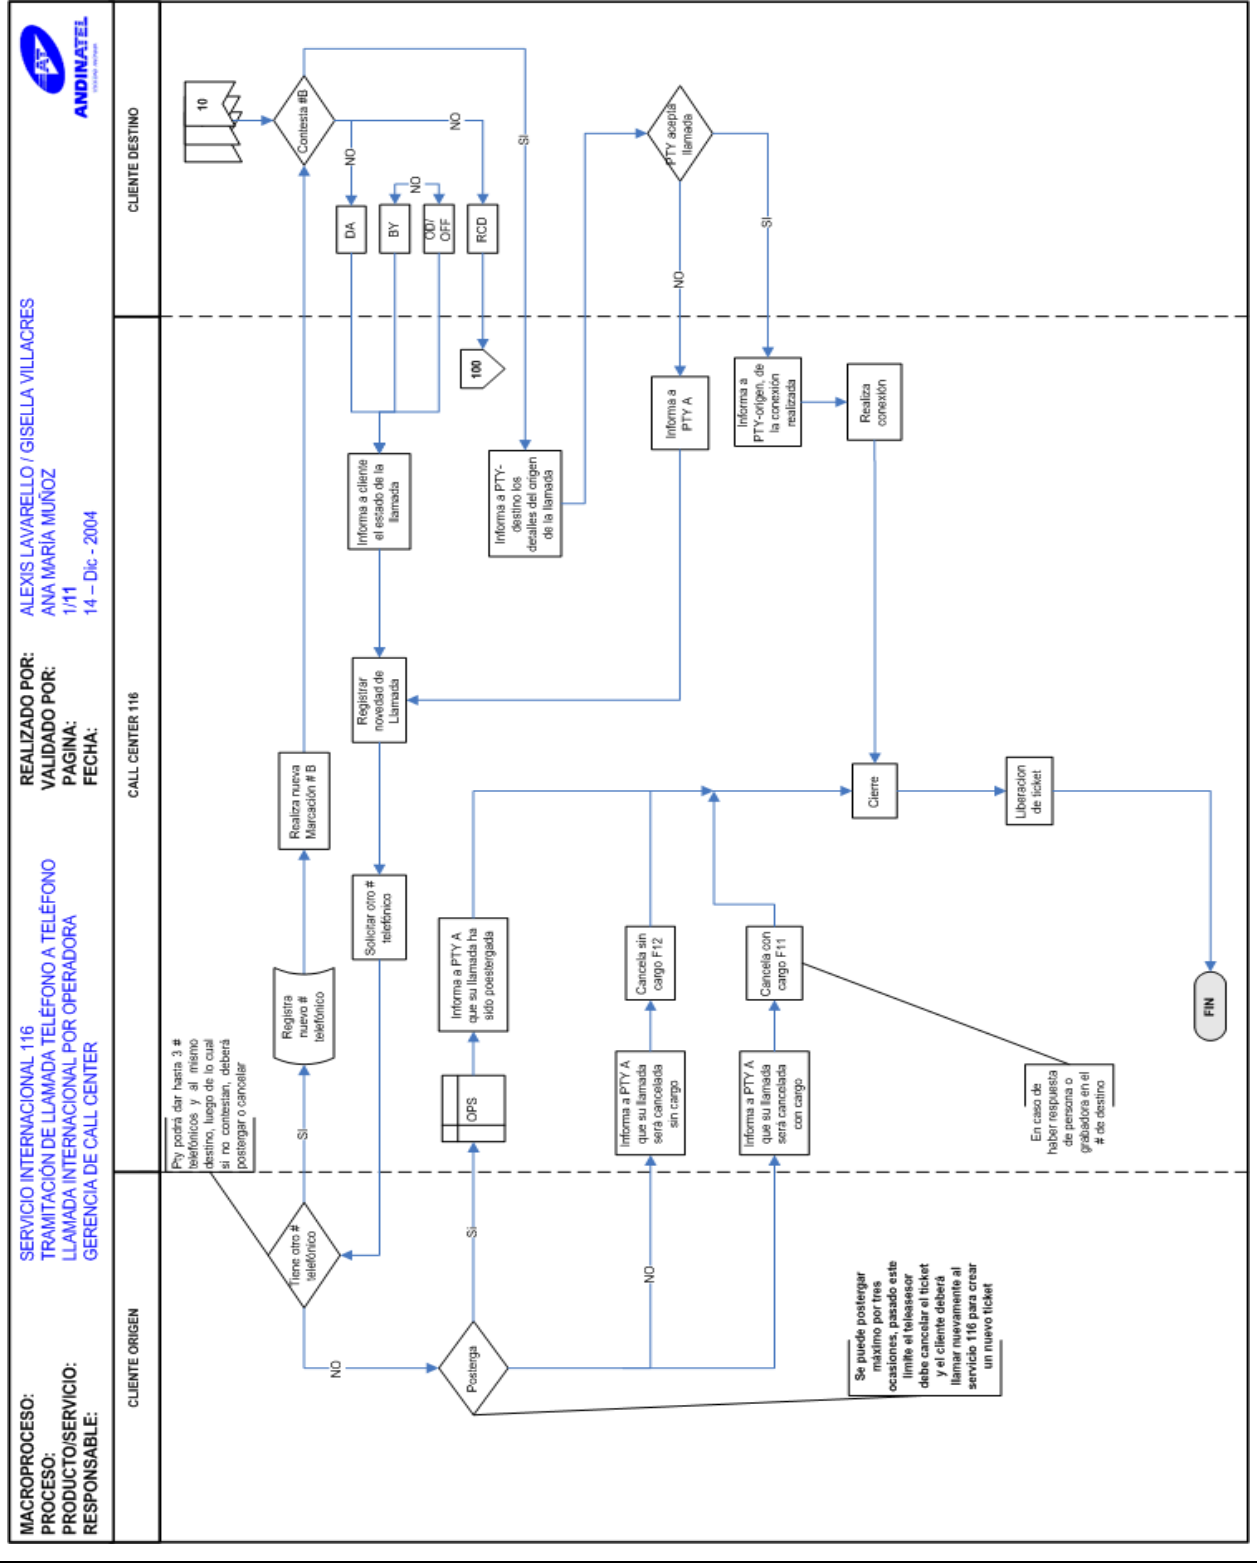 MACROPROCESO: SERVICIO INTERNACIONAL 116
PROCESO: TRAMITACIÓN DE LLAMADA TELÉFONO A TELÉFONO
PRODUCTO/SERVICIO: LLAMADA INTERNACIONAL POR OPERADORA
RESPONSABLE: GERENCIA DE CALL CENTER
REALIZADO POR: ALEXIS LAVARELLO / GISELLA VILLACRES
VALIDADO POR: ANA MARÍA MUÑOZ
PAGINA: 1/11
FECHA: 14 – Dic - 2004
AT
ANDINATEL
CLIENTE ORIGEN
CALL CENTER 116
CLIENTE DESTINO
Pty podrá dar hasta 3 #
telefónicos y al mismo
destino, luego de lo cual
si no contestan, deberá
postergar o cancelar
10
Contesta #B
NO
NO
SI
DA
BY
NO
OD/
OFF
RCD
100
Tiene otro #
telefónico
SI
NO
Registra
nuevo #
telefónico
Realiza nueva
Marcación # B
Informa a cliente
el estado de la
llamada
Registrar
novedad de
Llamada
Solicitar otro #
telefónico
Informa a PTY-
destino los
detalles del origen
de la llamada
PTY acepta
llamada
NO
SI
Informa a
PTY A
Informa a
PTY-origen, de
la conexión
realizada
Realiza
conexión
Posterga
Si
NO
OPS
Informa a PTY A
que su llamada ha
sido poestergada
Informa a PTY A
que su llamada
será cancelada
sin cargo
Cancela sin
cargo F12
Informa a PTY A
que su llamada
será cancelada
con cargo
Cancela con
cargo F11
Cierre
Liberacion
de ticket
FIN
En caso de
haber respuesta
de persona o
grabadora en el
# de destino
Se puede postergar
máximo por tres
ocasiones, pasado este
limite el teleasesor
debe cancelar el ticket
y el cliente deberá
llamar nuevamente al
servicio 116 para crear
un nuevo ticket